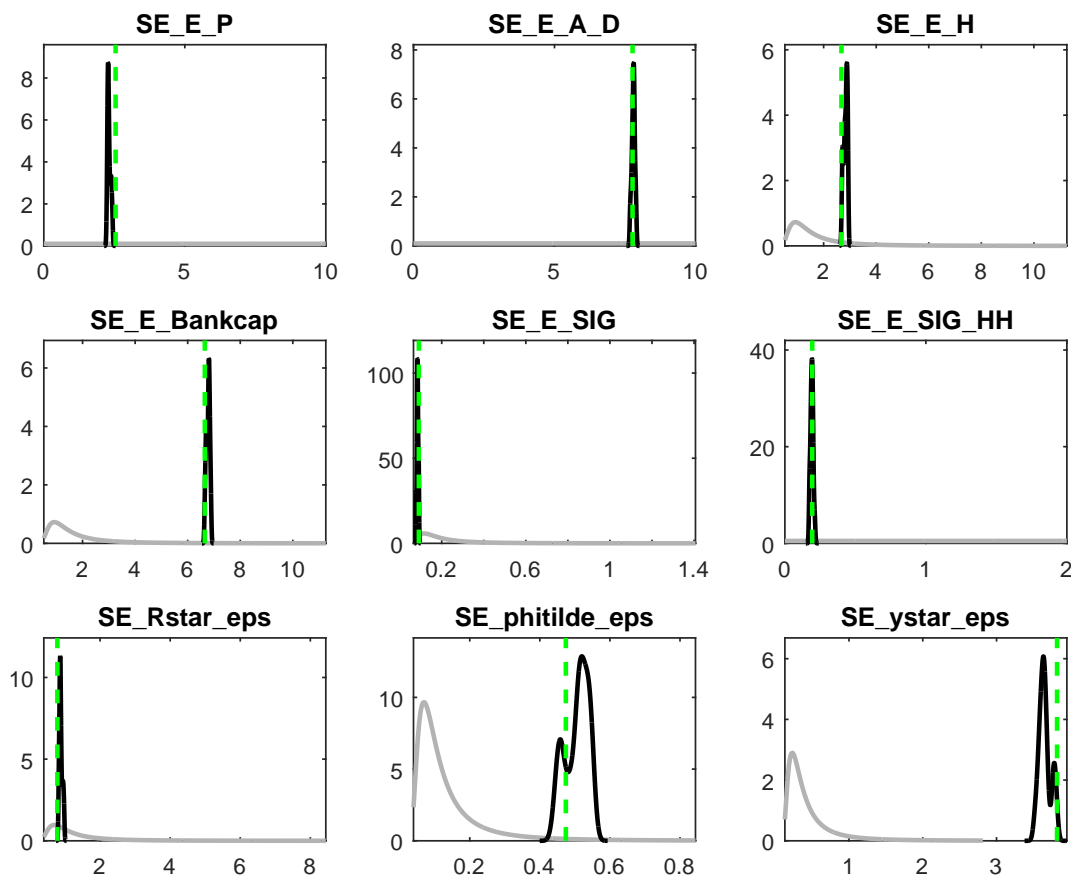 SE_E_P SE_E_A_D SE_E_H
8 6 4 2 0 8 6 4 2 0 6 4 2 0
0 5 10 0 5 10 2 4 6 8 10
SE_E_Bankcap SE_E_SIG SE_E_SIG_HH
6 4 2 0 100 50 0 40 20 0
2 4 6 8 10 0.2 0.6 1 1.4 0 1 2
SE_Rstar_eps SE_phitilde_eps SE_ystar_eps
10 5 0 10 5 0 6 4 2 0
2 4 6 8 0.2 0.4 0.6 0.8 1 2 3